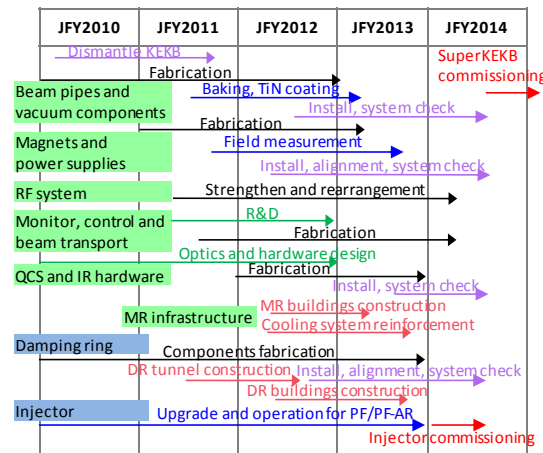 JFY2010 JFY2011 JFY2012 JFY2013 JFY2014
Dismantle KEKB
SuperKEKB
commissioning
Fabrication
Beam pipes and
vacuum components
Baking, TiN coating
Install, system check
Fabrication
Magnets and
power supplies
Field measurement
Install, alignment, system check
RF system
Strengthen and rearrangement
Monitor, control and
beam transport
R&D
Fabrication
Optics and hardware design
QCS and IR hardware
Fabrication
Install, system check
MR infrastructure
MR buildings construction
Cooling system reinforcement
Damping ring
Components fabrication
DR tunnel construction
Install, alignment, system check
DR buildings construction
Injector
Upgrade and operation for PF/PF-AR
Injector commissioning